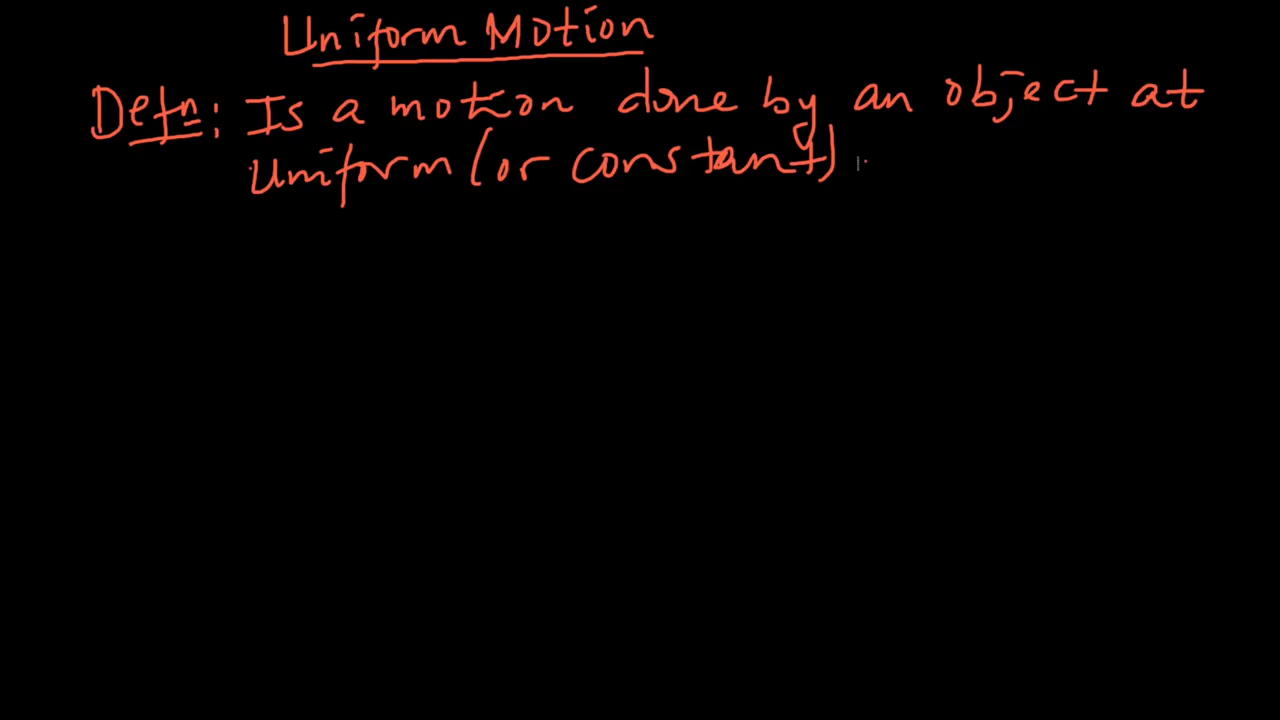 Uniform Motion
Defn: Is a motion done by an object at
Uniform (or constant)